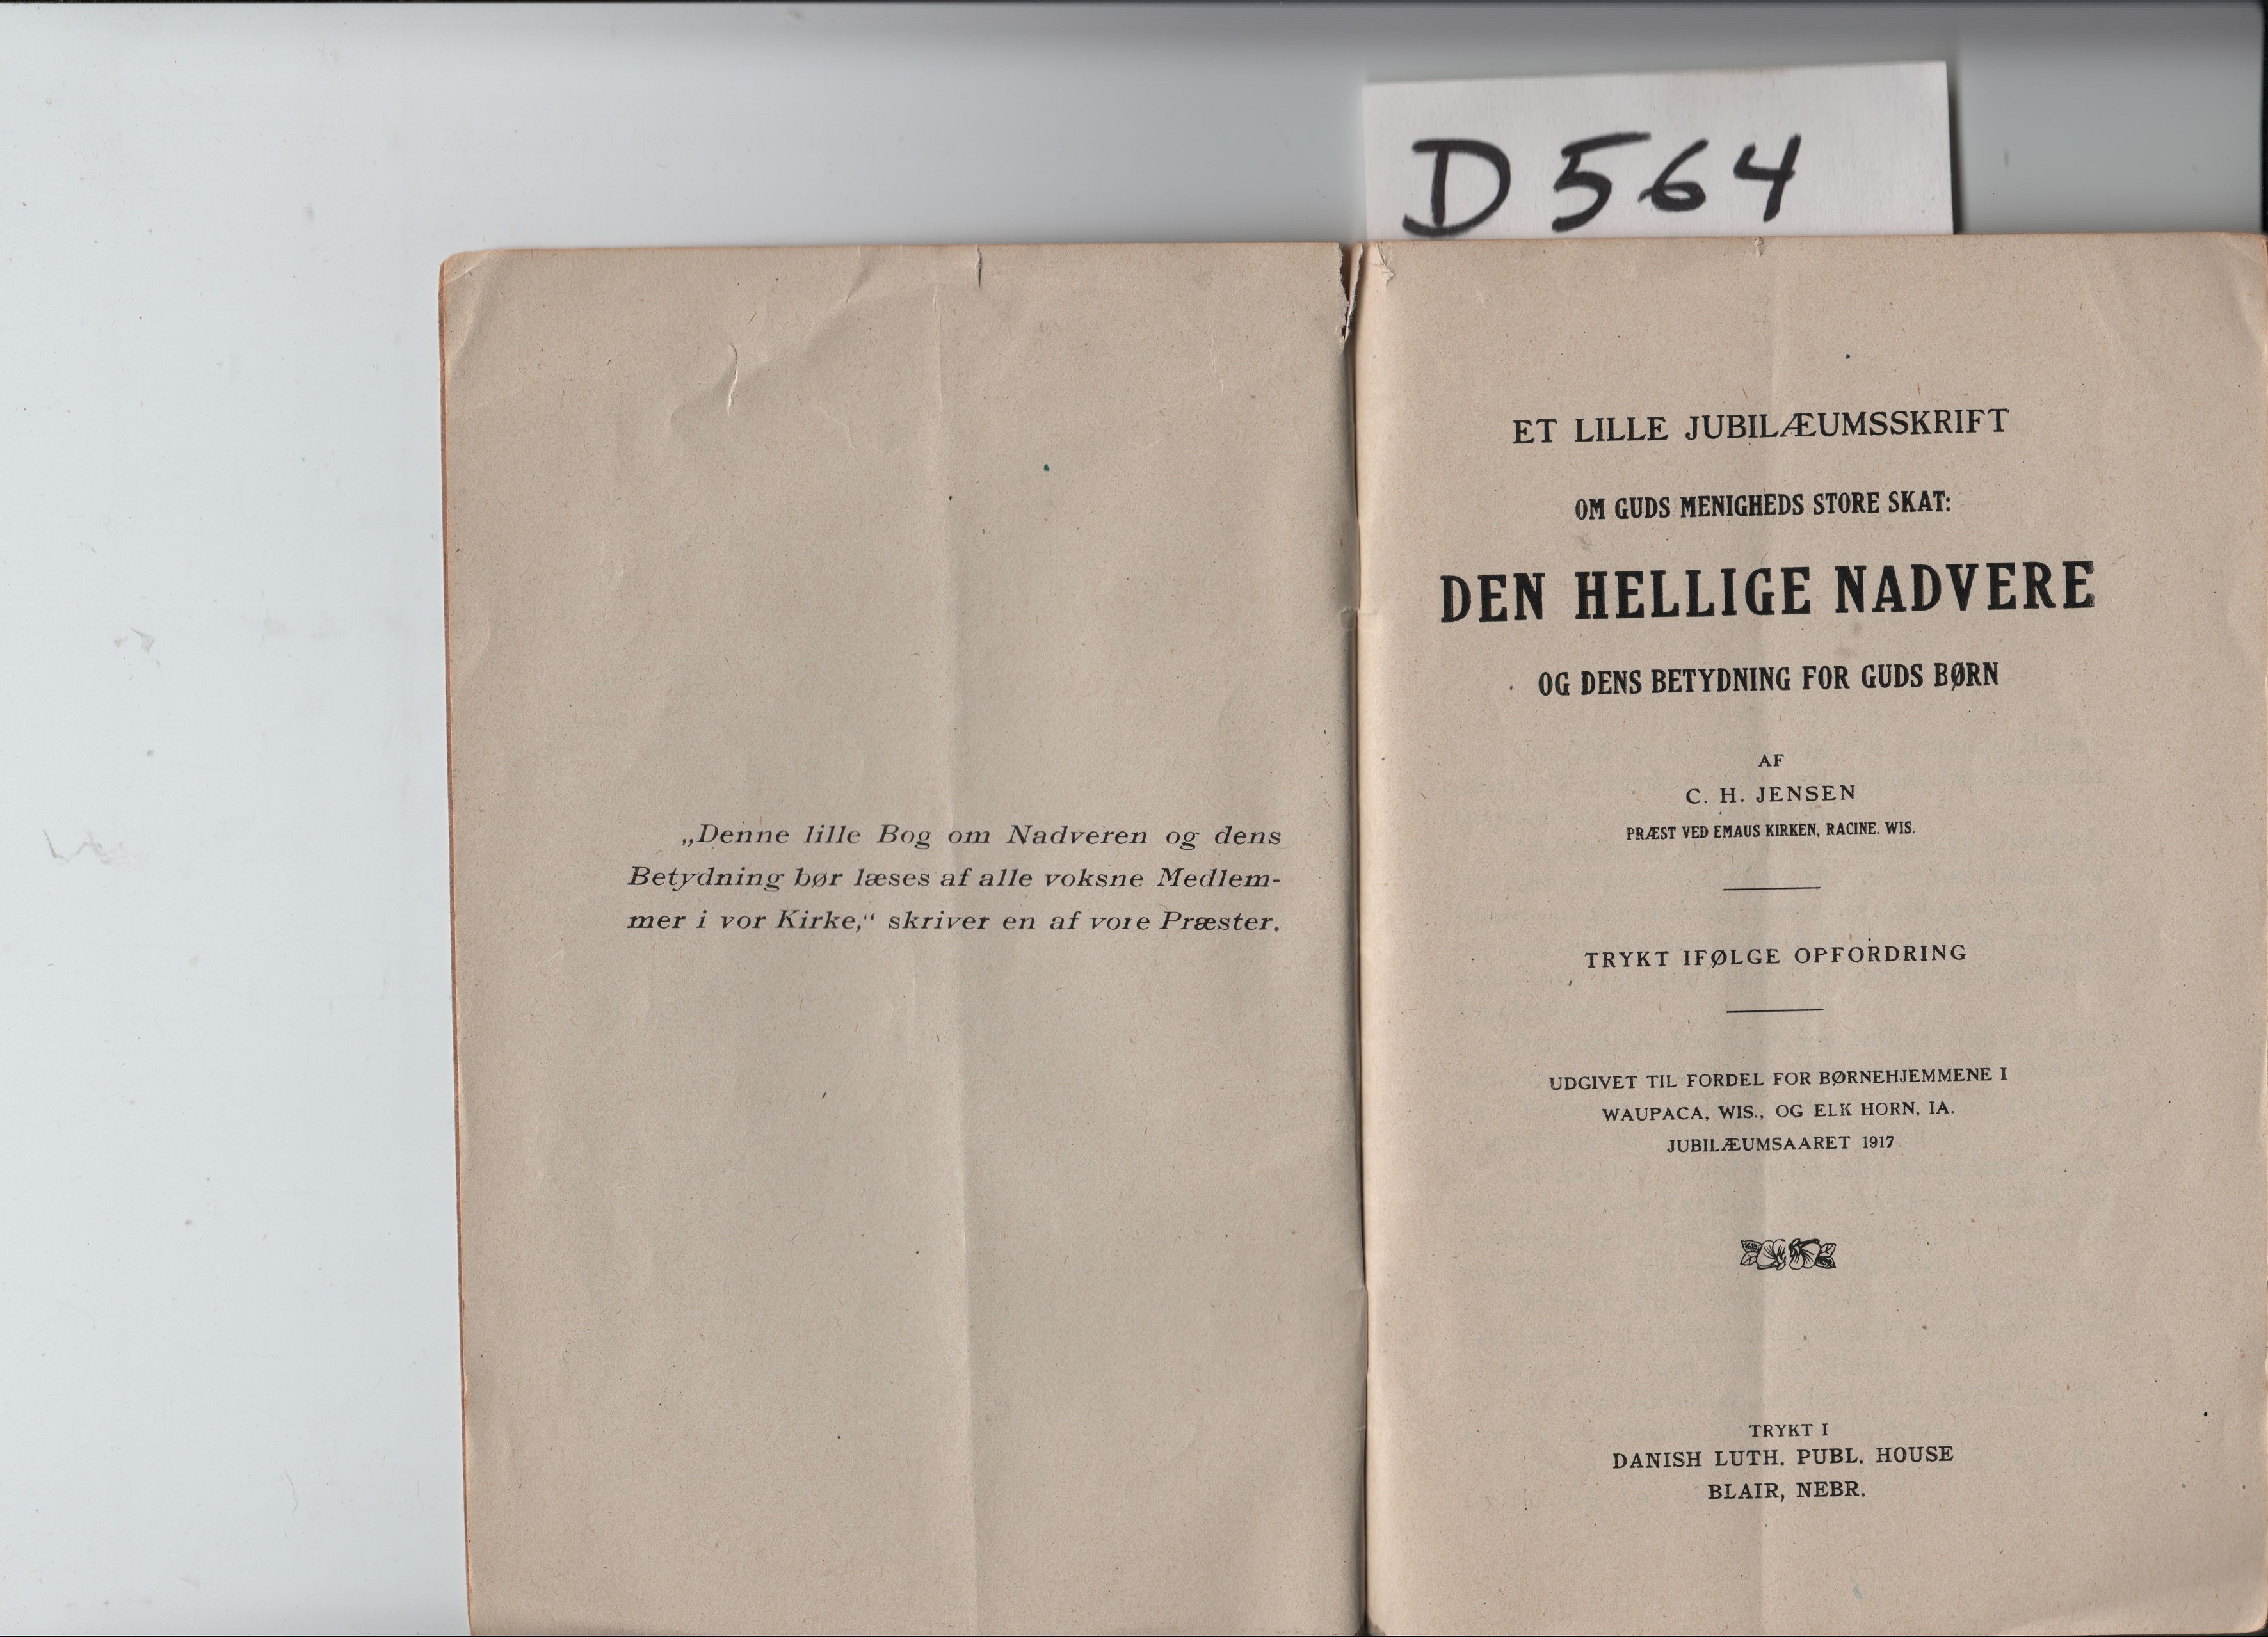 D 564
„Denne lille Bog om Nadveren og dens
Betydning bør læses af alle voksne Medlem-
mer i vor Kirke,“ skriver en af vore Præster.
ET LILLE JUBILÆUMSSKRIFT
OM GUDS MENIGHEDS STORE SKAT:
DEN HELLIGE NADVERE
OG DENS BETYDNING FOR GUDS BØRN
AF
C. H. JENSEN
PRÆST VED EMAUS KIRKEN, RACINE. WIS.
TRYKT IFØLGE OPFORDRING
UDGIVET TIL FORDEL FOR BØRNEHJEMMENE I
WAUPACA, WIS., OG ELK HORN, IA.
JUBILÆUMSAARET 1917
TRYKT I
DANISH LUTH. PUBL. HOUSE
BLAIR, NEBR.